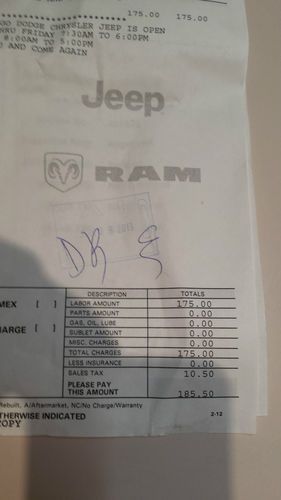 175.00 175.00
DODGE CHRYSLER JEEP IS OPEN
FRIDAY 7:30AM TO 6:00PM
8:00AM TO 5:00PM
AND COME AGAIN
Jeep
RAM
DR
DESCRIPTION TOTALS
MEX [ ] LABOR AMOUNT 175.00
PARTS AMOUNT 0.00
HARGE [ ] GAS, OIL, LUBE 0.00
SUBLET AMOUNT 0.00
MISC. CHARGES 0.00
TOTAL CHARGES 175.00
LESS INSURANCE 0.00
SALES TAX 10.50
PLEASE PAY
THIS AMOUNT 185.50
Rebuilt, A/Aftermarket, NC/No Charge/Warranty
THERWISE INDICATED 2-12
COPY